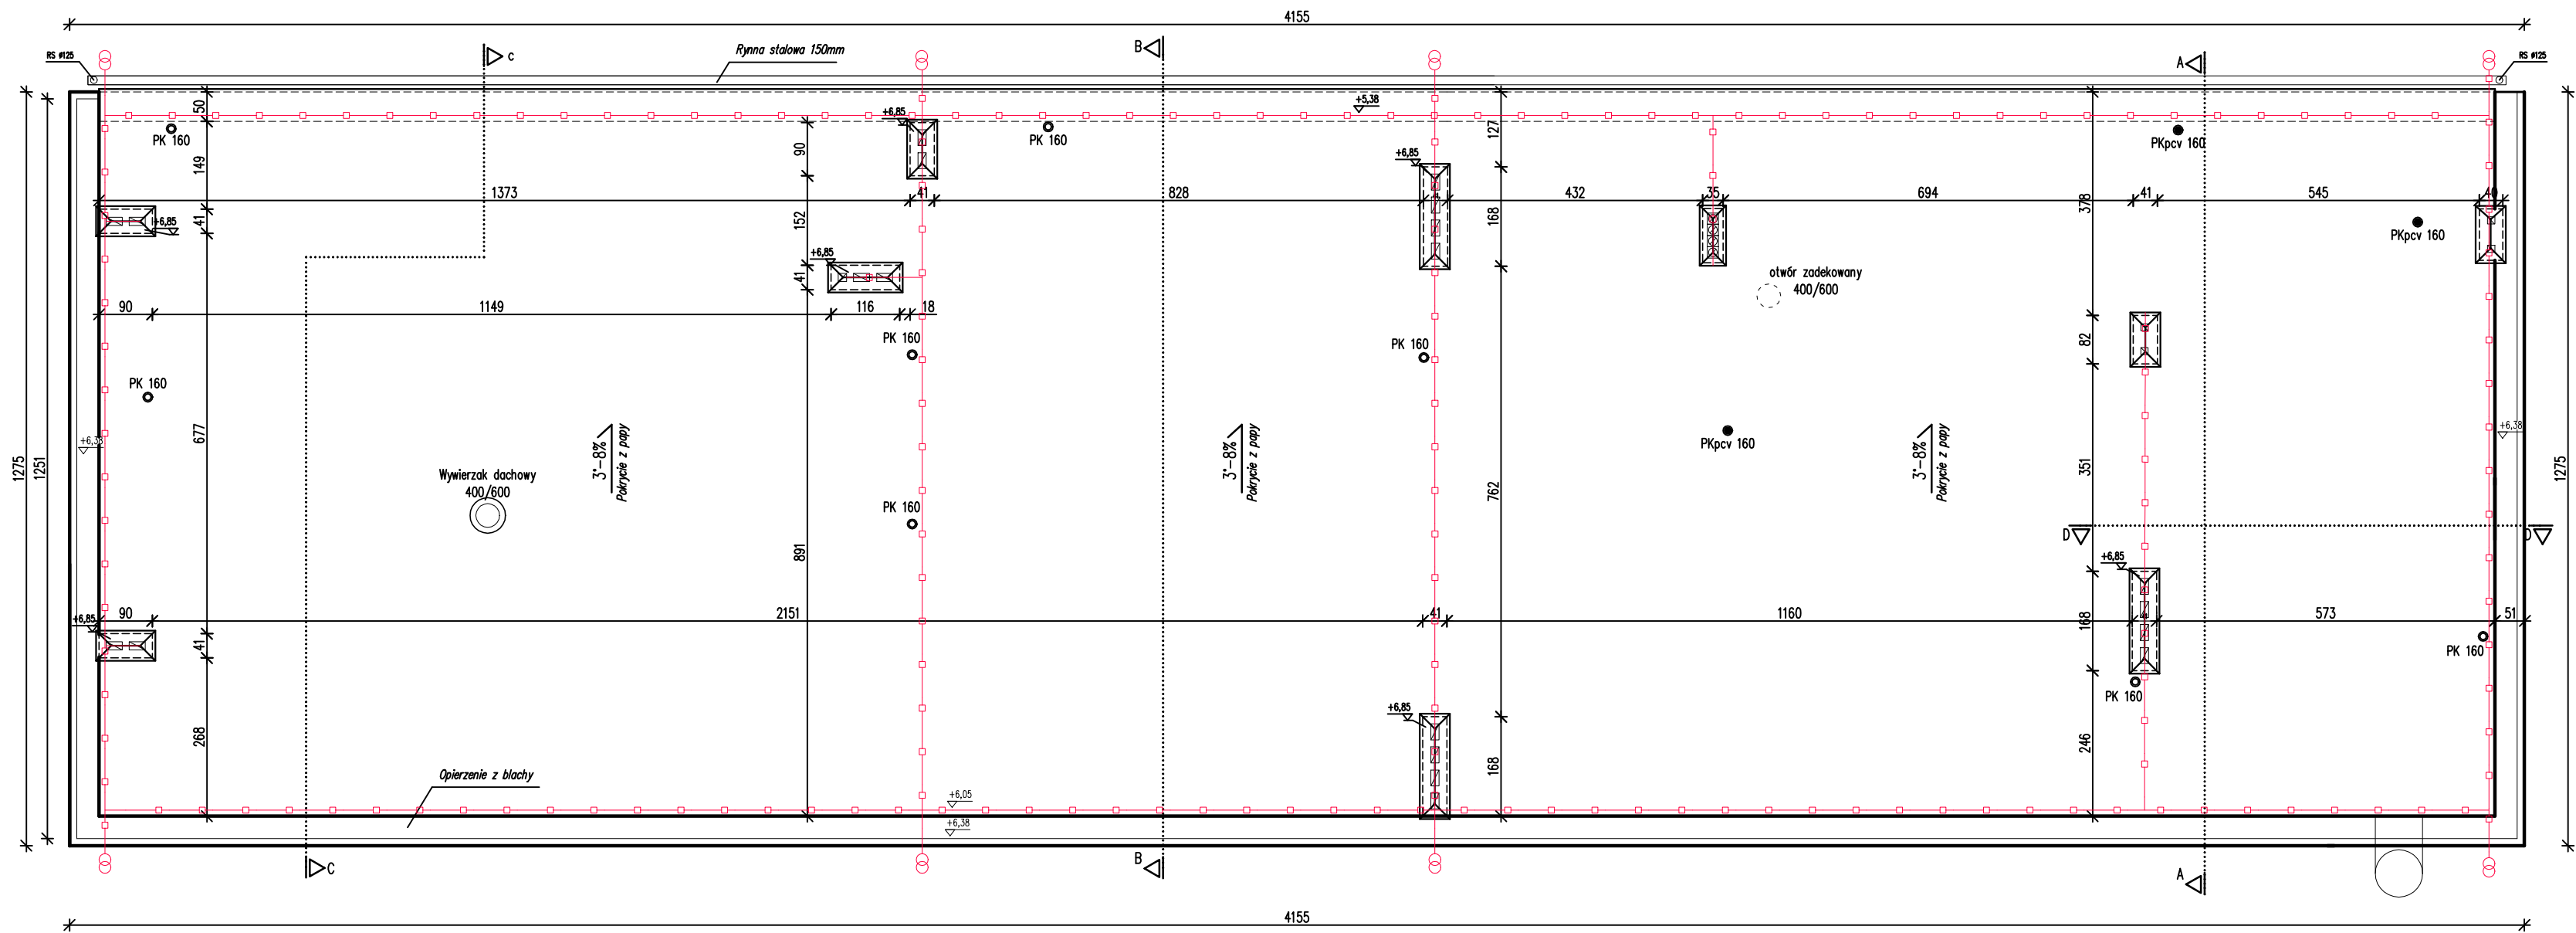 4155
Rynna stalowa 150mm
RS ø125
C
B
A
RS ø125
50
+5,38
+6,85
127
PK 160
PK 160
PKpcv 160
149
90
+6,85
1373
41
828
432
35
694
41
545
40
+6,85
41
152
168
378
PKpcv 160
+6,85
41
otwór zadekowany
400/600
90
1149
116
18
PK 160
PK 160
82
PK 160
677
3°-8%
Pokrycie z papy
3°-8%
Pokrycie z papy
3°-8%
Pokrycie z papy
PKpcv 160
+6,33
+6,38
1275
1251
Wywierzak dachowy
400/600
762
351
1275
PK 160
891
D
D
+6,85
+6,85
90
2151
41
1160
168
573
51
41
PK 160
PK 160
+6,85
268
168
246
Opierzenie z blachy
+6,05
+6,38
C
B
A
4155